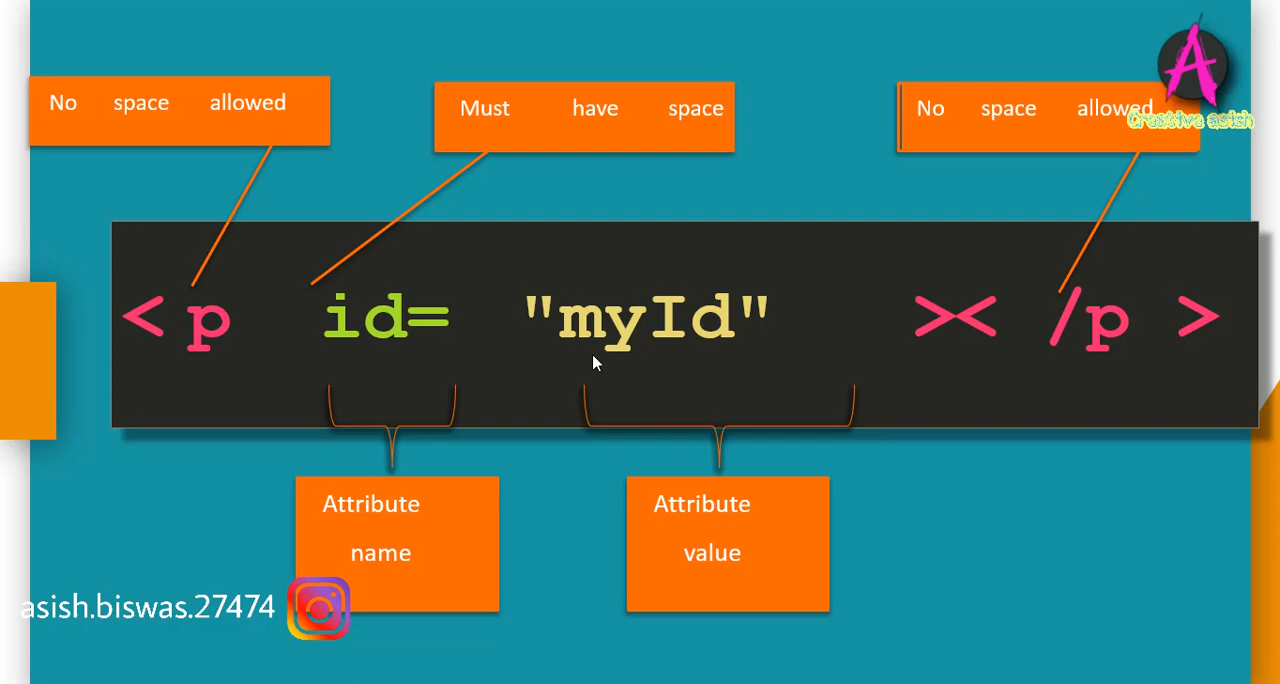 No space allowed
Must have space
No space allowed
Creative asish
< p id= "myId" >< /p >
Attribute
name
Attribute
value
asish.biswas.27474